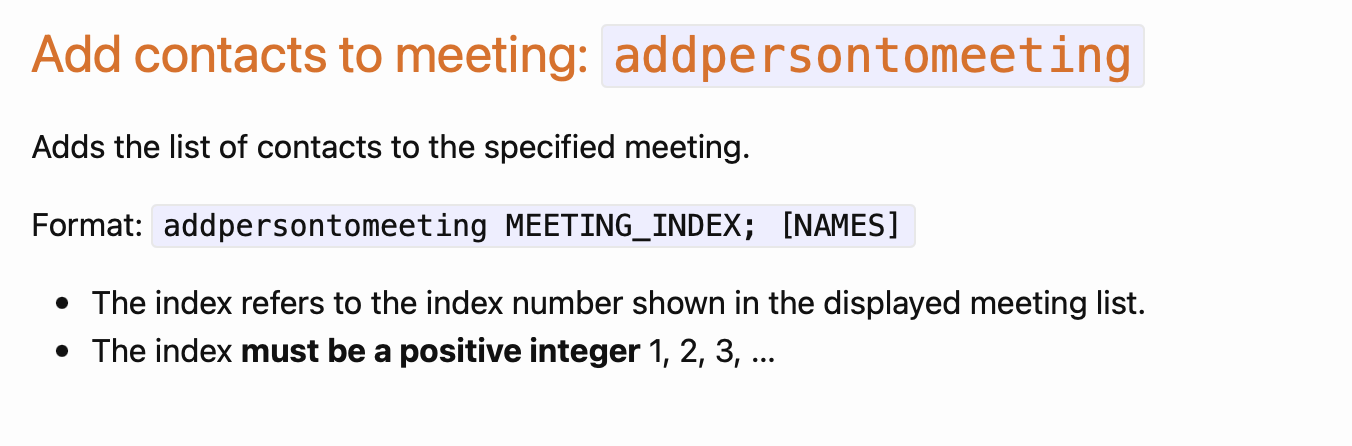 Add contacts to meeting: addpersontomeeting
Adds the list of contacts to the specified meeting.
Format: addpersontomeeting MEETING_INDEX; [NAMES]
• The index refers to the index number shown in the displayed meeting list.
• The index must be a positive integer 1, 2, 3, …